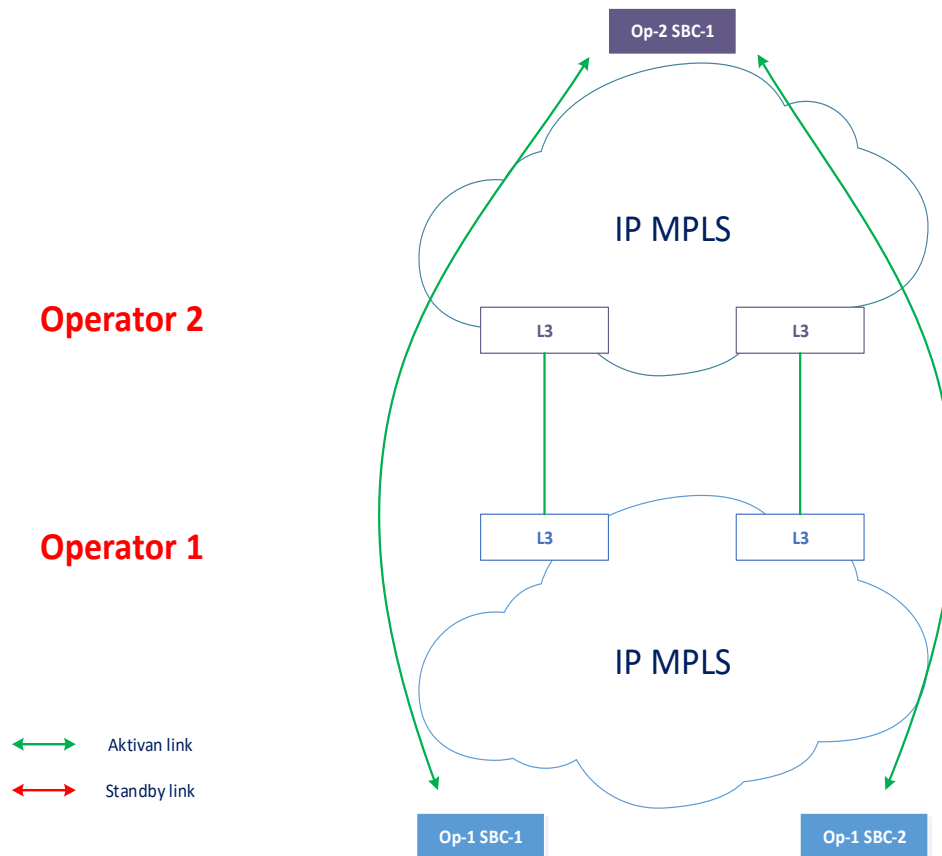 Op-2 SBC-1
IP MPLS
Operator 2
L3
L3
Operator 1
L3
L3
IP MPLS
Aktivan link
Standby link
Op-1 SBC-1
Op-1 SBC-2